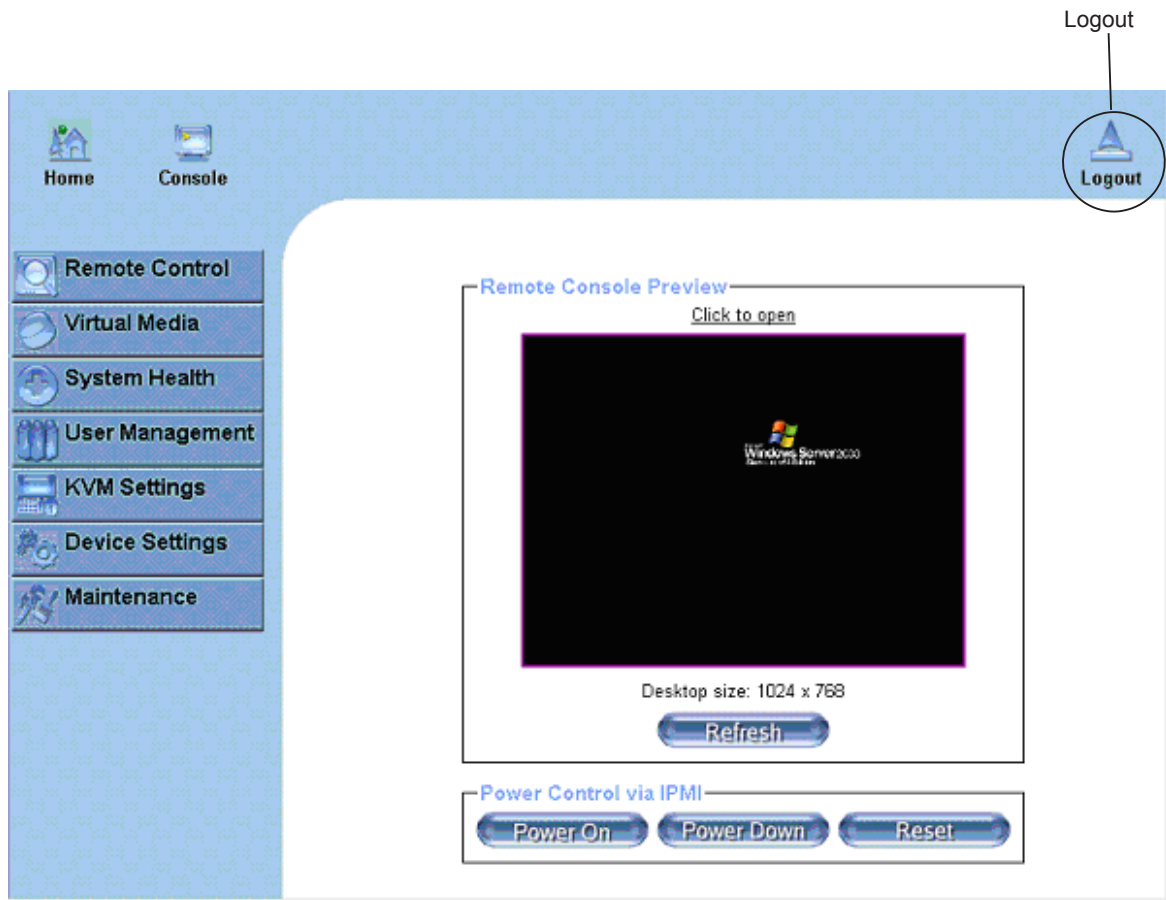 Logout
Home
Console
Logout
Remote Control
Virtual Media
System Health
User Management
KVM Settings
Device Settings
Maintenance
Remote Console Preview
Click to open
Windows Server
Desktop size: 1024 x 768
Refresh
Power Control via IPMI
Power On
Power Down
Reset